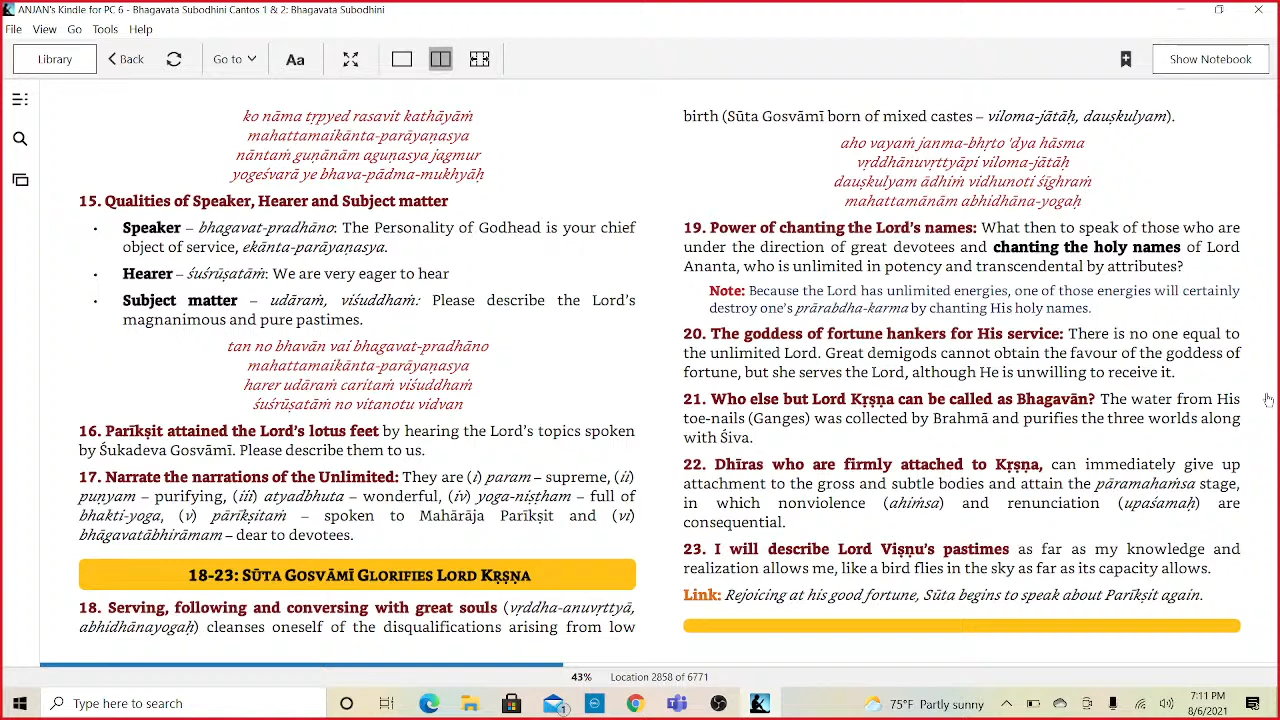 ANJAN's Kindle for PC 6 - Bhagavata Subodhini Cantos 1 & 2: Bhagavata Subodhini
File View Go Tools Help
Library Back Go to Aa Show Notebook
ko nāma tṛpyed rasavit kathāyāṁ
mahattamaikānta-parāyaṇasya
nāntaṁ guṇānām aguṇasya jagmur
yogeśvarā ye bhava-pādma-mukhyāḥ
15. Qualities of Speaker, Hearer and Subject matter
• Speaker – bhagavat-pradhāno: The Personality of Godhead is your chief
object of service, ekānta-parāyaṇasya.
• Hearer – śuśrūṣatāṁ: We are very eager to hear
• Subject matter – udāraṁ, viśuddhaṁ: Please describe the Lord's
magnanimous and pure pastimes.
tan no bhavān vai bhagavat-pradhāno
mahattamaikānta-parāyaṇasya
harer udāraṁ caritaṁ viśuddhaṁ
śuśrūṣatāṁ no vitanotu vidvan
16. Parīkṣit attained the Lord's lotus feet by hearing the Lord's topics spoken
by Śukadeva Gosvāmī. Please describe them to us.
17. Narrate the narrations of the Unlimited: They are (i) param – supreme, (ii)
puṇyam – purifying, (iii) atyadbhuta – wonderful, (iv) yoga-niṣṭham – full of
bhakti-yoga, (v) pārīkṣitaṁ – spoken to Mahārāja Parīkṣit and (vi)
bhāgavatābhirāmam – dear to devotees.
18-23: SŪTA GOSVĀMĪ GLORIFIES LORD KṚṢṆA
18. Serving, following and conversing with great souls (vṛddha-anuvṛttyā,
abhidhānayogaḥ) cleanses oneself of the disqualifications arising from low
birth (Sūta Gosvāmī born of mixed castes – viloma-jātāḥ, dauṣkulyam).
aho vayaṁ janma-bhṛto 'dya hāsma
vṛddhānuvṛttyāpi viloma-jātāḥ
dauṣkulyam ādhiṁ vidhunoti śīghraṁ
mahattamānām abhidhāna-yogaḥ
19. Power of chanting the Lord's names: What then to speak of those who are
under the direction of great devotees and chanting the holy names of Lord
Ananta, who is unlimited in potency and transcendental by attributes?
Note: Because the Lord has unlimited energies, one of those energies will certainly
destroy one's prārabdha-karma by chanting His holy names.
20. The goddess of fortune hankers for His service: There is no one equal to
the unlimited Lord. Great demigods cannot obtain the favour of the goddess of
fortune, but she serves the Lord, although He is unwilling to receive it.
21. Who else but Lord Kṛṣṇa can be called as Bhagavān? The water from His
toe-nails (Ganges) was collected by Brahmā and purifies the three worlds along
with Śiva.
22. Dhīras who are firmly attached to Kṛṣṇa, can immediately give up
attachment to the gross and subtle bodies and attain the pāramahaṁsa stage,
in which nonviolence (ahiṁsa) and renunciation (upaśamaḥ) are
consequential.
23. I will describe Lord Viṣṇu's pastimes as far as my knowledge and
realization allows me, like a bird flies in the sky as far as its capacity allows.
Link: Rejoicing at his good fortune, Sūta begins to speak about Parīkṣit again.
43% Location 2858 of 6771
Type here to search
1
75°F Partly sunny
7:11 PM
8/6/2021